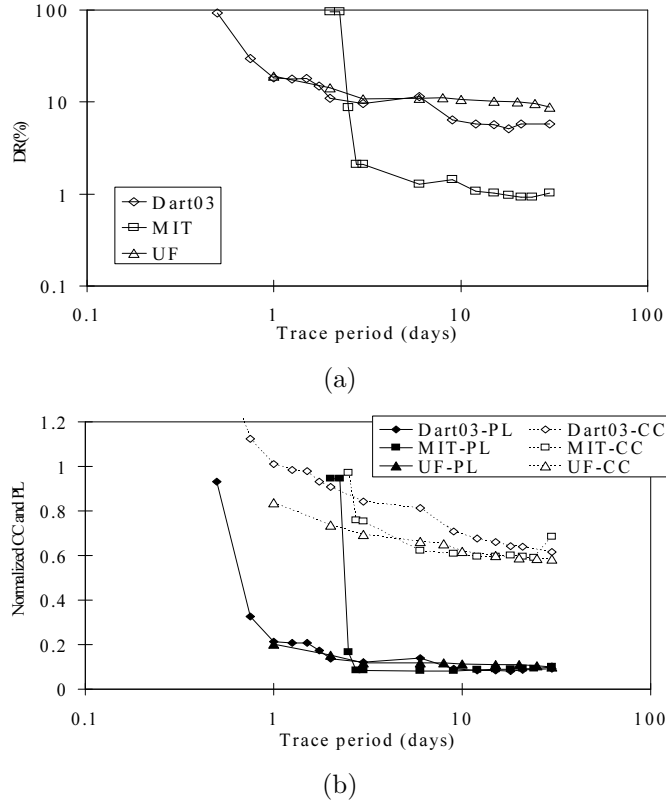 100
10
1
0.1
DR(%)
Dart03
MIT
UF
0.1 1 10 100
Trace period (days)
(a)
1.2
1
0.8
0.6
0.4
0.2
0
Normalized CC and PL
Dart03-PL Dart03-CC
MIT-PL MIT-CC
UF-PL UF-CC
0.1 1 10 100
Trace period (days)
(b)